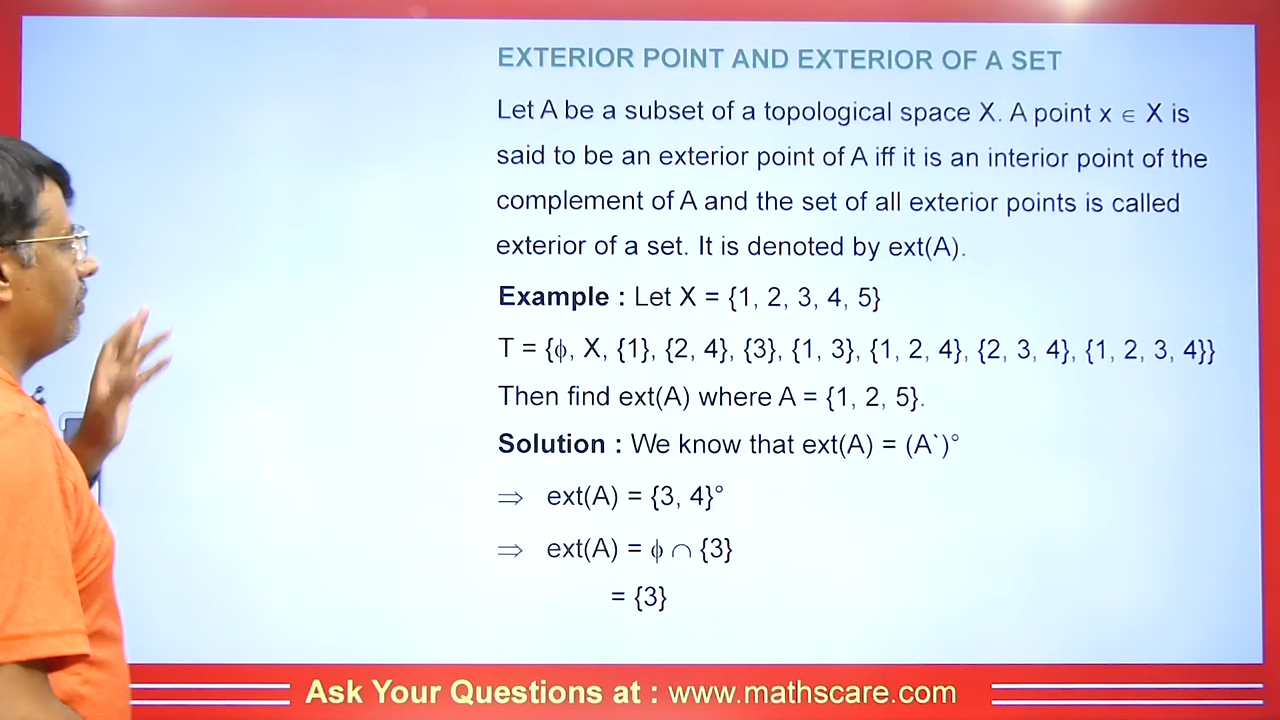 EXTERIOR POINT AND EXTERIOR OF A SET
Let A be a subset of a topological space X. A point x ∈ X is
said to be an exterior point of A iff it is an interior point of the
complement of A and the set of all exterior points is called
exterior of a set. It is denoted by ext(A).
Example : Let X = {1, 2, 3, 4, 5}
T = {ϕ, X, {1}, {2, 4}, {3}, {1, 3}, {1, 2, 4}, {2, 3, 4}, {1, 2, 3, 4}}
Then find ext(A) where A = {1, 2, 5}.
Solution : We know that ext(A) = (A`)°
⇒ ext(A) = {3, 4}°
⇒ ext(A) = ϕ ∩ {3}
= {3}
Ask Your Questions at : www.mathscare.com